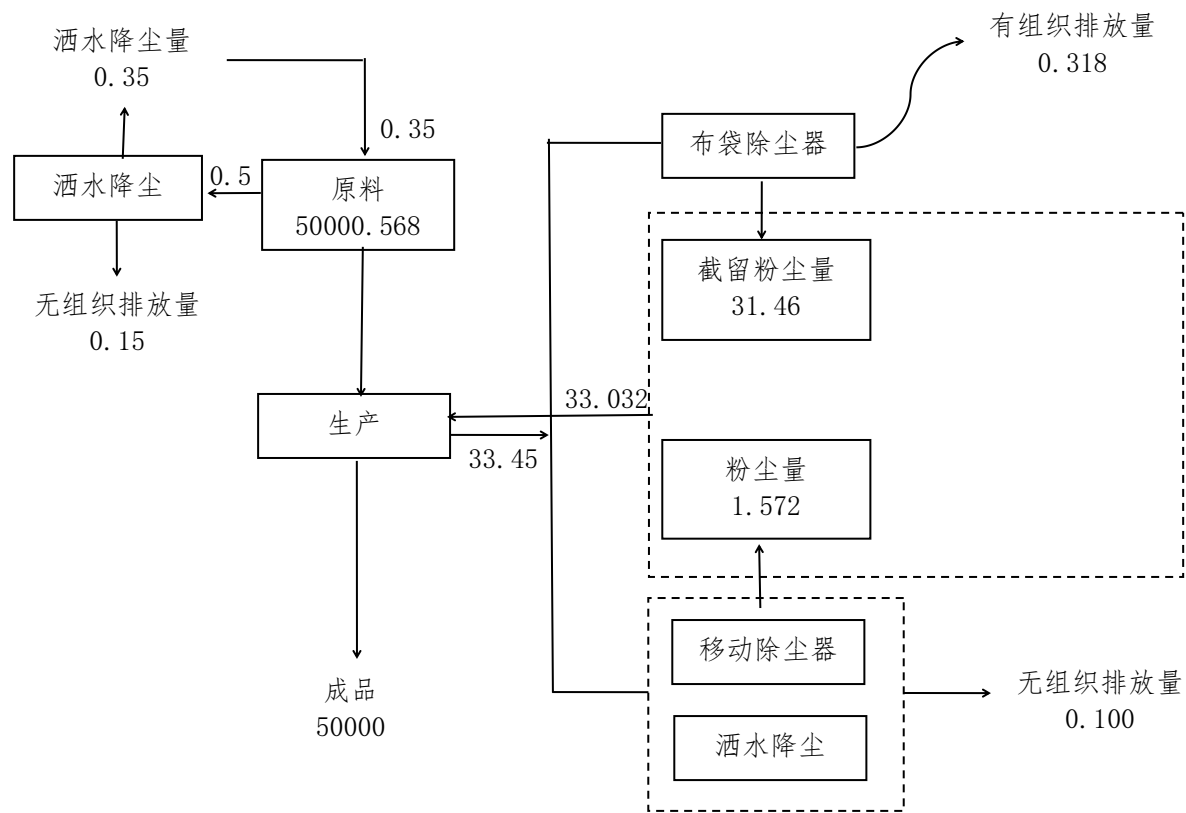 洒水降尘量
0.35
有组织排放量
0.318
0.35
布袋除尘器
洒水降尘
0.5
原料
50000.568
截留粉尘量
31.46
无组织排放量
0.15
33.032
生产
33.45
粉尘量
1.572
移动除尘器
成品
50000
无组织排放量
0.100
洒水降尘